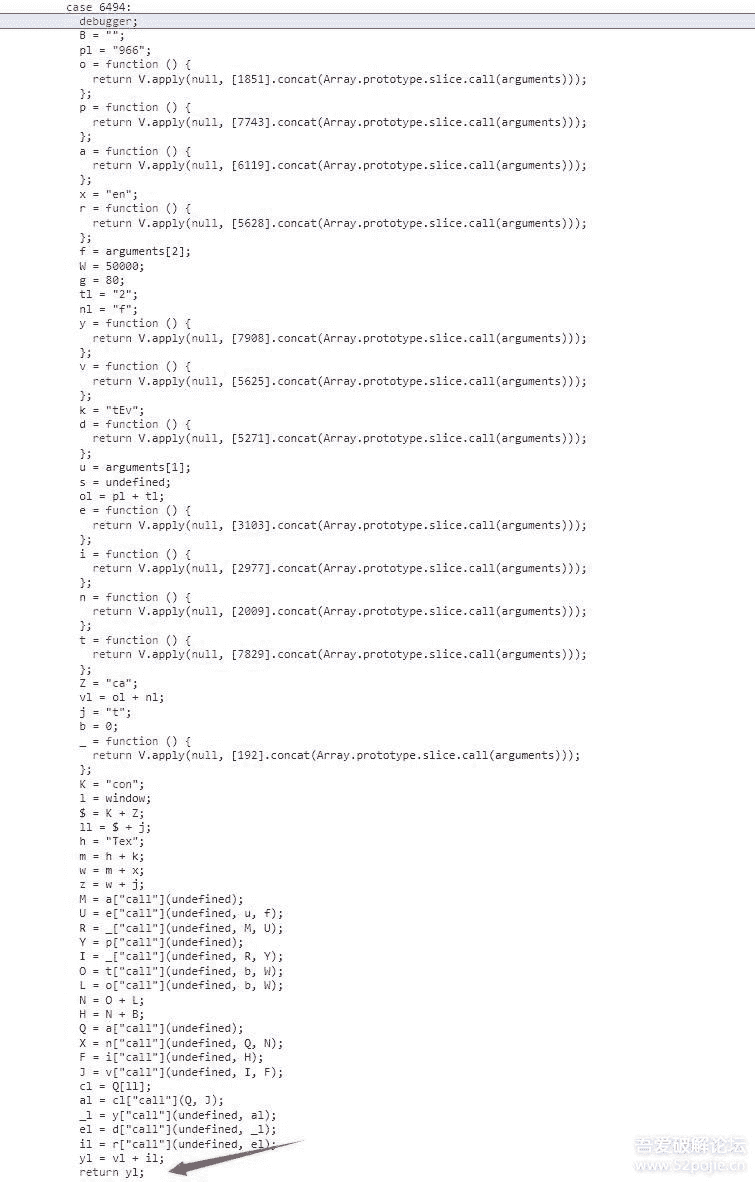 case 6494:
debugger;
B = "";
pl = "966";
o = function () {
return V.apply(null, [1851].concat(Array.prototype.slice.call(arguments)));
};
p = function () {
return V.apply(null, [7743].concat(Array.prototype.slice.call(arguments)));
};
a = function () {
return V.apply(null, [6119].concat(Array.prototype.slice.call(arguments)));
};
x = "en";
r = function () {
return V.apply(null, [5628].concat(Array.prototype.slice.call(arguments)));
};
f = arguments[2];
W = 50000;
g = 80;
tl = "2";
nl = "f";
y = function () {
return V.apply(null, [7908].concat(Array.prototype.slice.call(arguments)));
};
v = function () {
return V.apply(null, [5625].concat(Array.prototype.slice.call(arguments)));
};
k = "tEv";
d = function () {
return V.apply(null, [5271].concat(Array.prototype.slice.call(arguments)));
};
u = arguments[1];
s = undefined;
ol = pl + tl;
e = function () {
return V.apply(null, [3103].concat(Array.prototype.slice.call(arguments)));
};
i = function () {
return V.apply(null, [2977].concat(Array.prototype.slice.call(arguments)));
};
n = function () {
return V.apply(null, [2009].concat(Array.prototype.slice.call(arguments)));
};
t = function () {
return V.apply(null, [7829].concat(Array.prototype.slice.call(arguments)));
};
Z = "ca";
vl = ol + nl;
j = "t";
b = 0;
_ = function () {
return V.apply(null, [192].concat(Array.prototype.slice.call(arguments)));
};
K = "con";
l = window;
$ = K + Z;
ll = $ + j;
h = "Tex";
m = h + k;
w = m + x;
z = w + j;
M = a["call"](undefined);
U = e["call"](undefined, u, f);
R = _["call"](undefined, M, U);
Y = p["call"](undefined);
I = _["call"](undefined, R, Y);
O = t["call"](undefined, b, W);
L = o["call"](undefined, b, W);
N = O + L;
H = N + B;
Q = a["call"](undefined);
X = n["call"](undefined, Q, N);
F = i["call"](undefined, H);
J = v["call"](undefined, I, F);
cl = Q[ll];
al = cl["call"](Q, J);
_l = y["call"](undefined, al);
el = d["call"](undefined, _l);
il = r["call"](undefined, el);
yl = vl + il;
return yl;
吾爱破解论坛
www.52pojie.cn